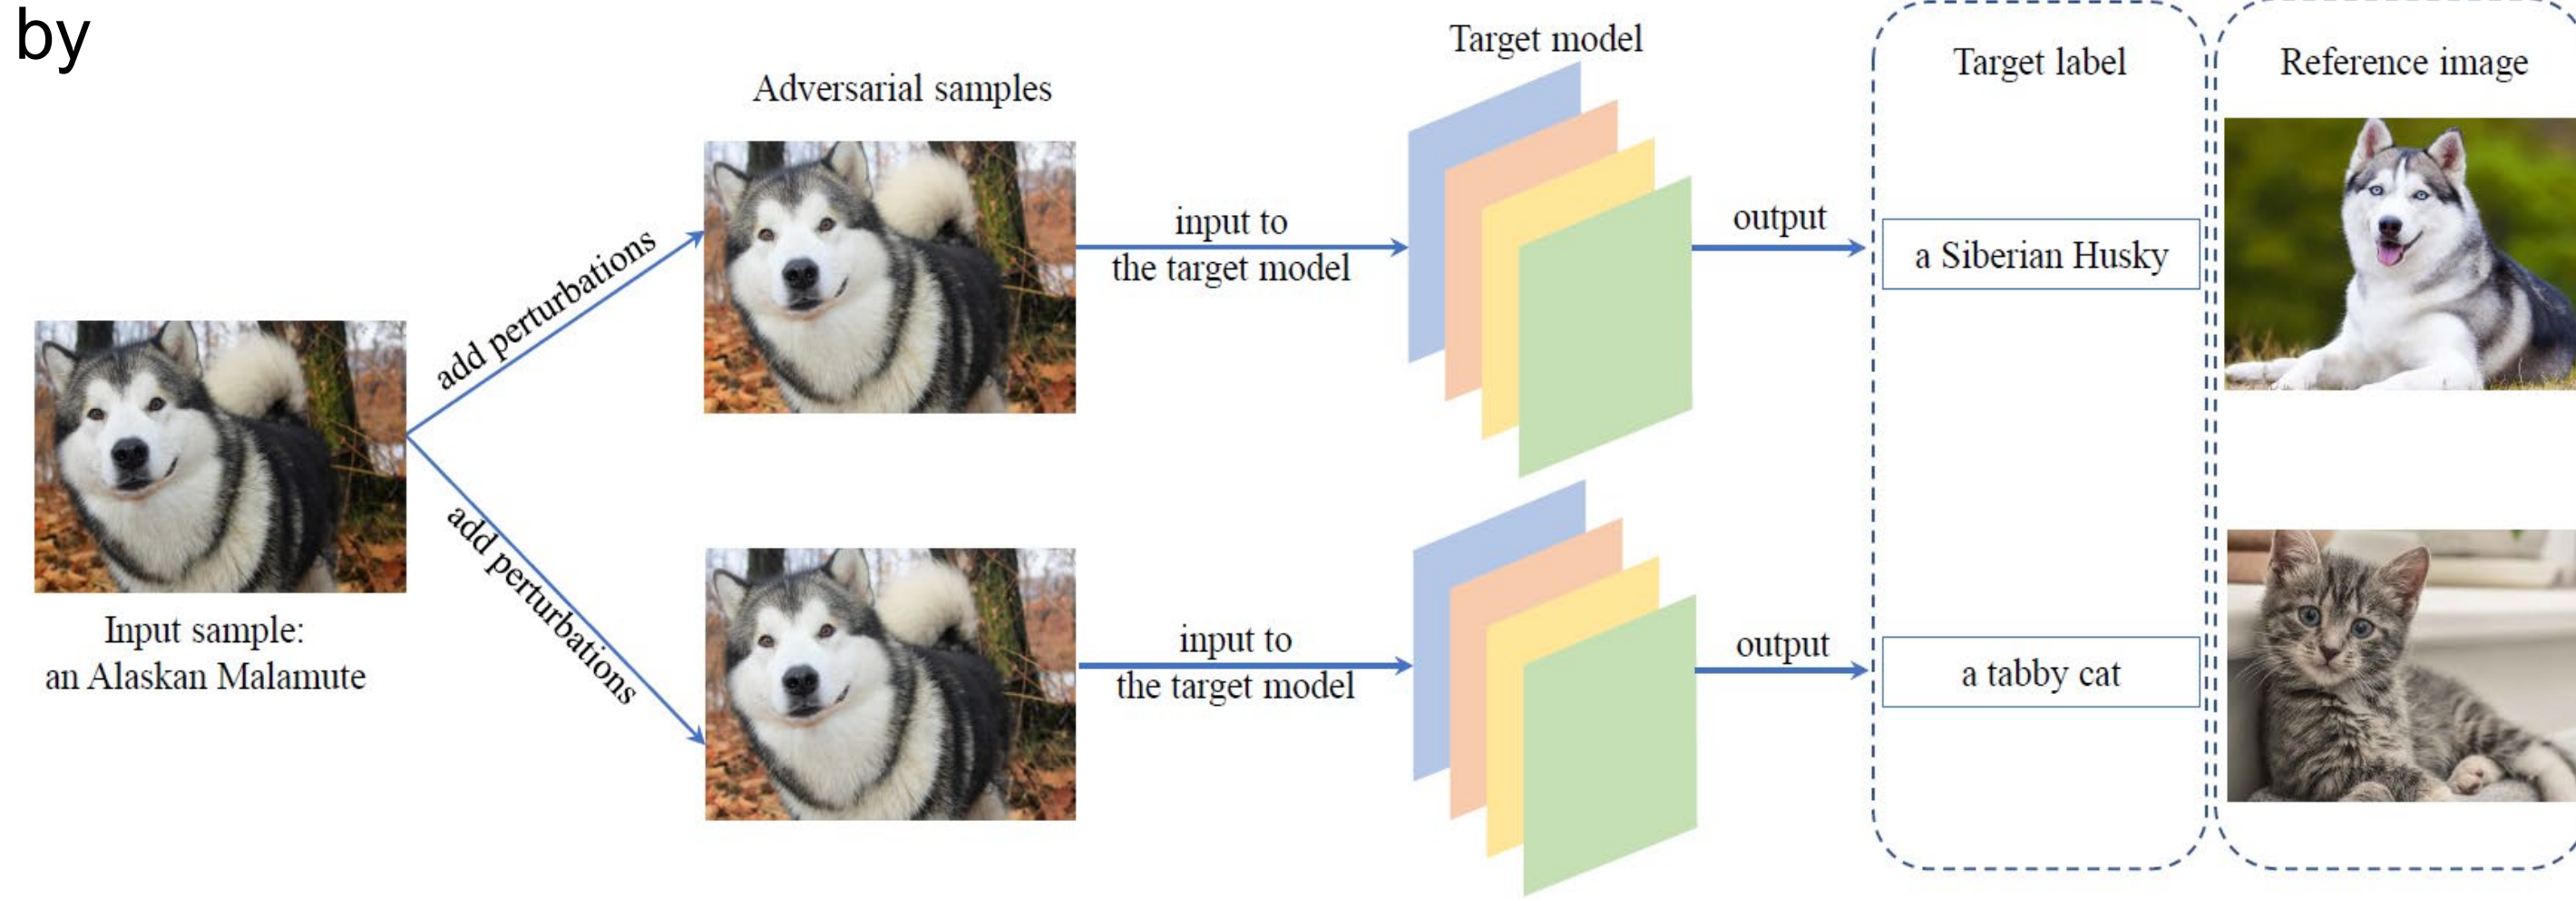 by
Target model
Target label
Reference image
Adversarial samples
add perturbations
input to
the target model
output
a Siberian Husky
Input sample:
an Alaskan Malamute
add perturbations
input to
the target model
output
a tabby cat